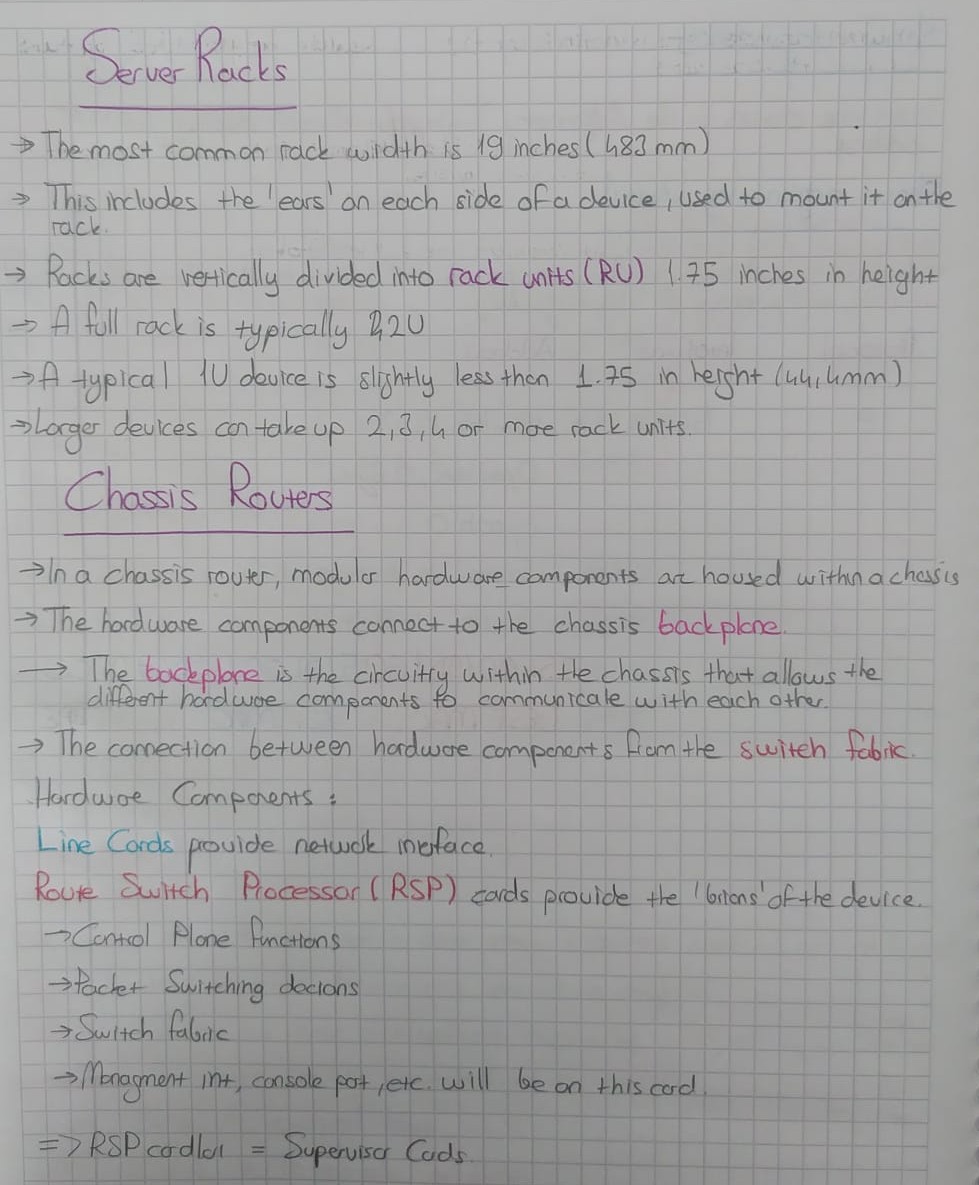 Server Racks
→ The most common rack width is 19 inches (483 mm)
→ This includes the 'ears' on each side of a device, used to mount it on the
rack.
→ Racks are vertically divided into rack units (RU) 1.75 inches in height
→ A full rack is typically 42U
→ A typical 1U device is slightly less then 1.75 in height (44,4mm)
→ Larger devices can take up 2,3,4 or more rack units.
Chassis Routers
→ In a chassis router, modular hardware components are housed within a chassis
→ The hardware components connect to the chassis backplane.
→ The backplane is the circuitry within the chassis that allows the
different hardware components to communicate with each other.
→ The connection between hardware components from the switch fabric.
Hardware Components :
Line Cards provide network inerface.
Route Switch Processor (RSP) cards provide the 'brians' of the device.
→ Control Plane functions
→ Packet Switching decions
→ Switch fabric
→ Managment int, console port, etc. will be on this card.
=> RSP cardları = Supervisor Cards